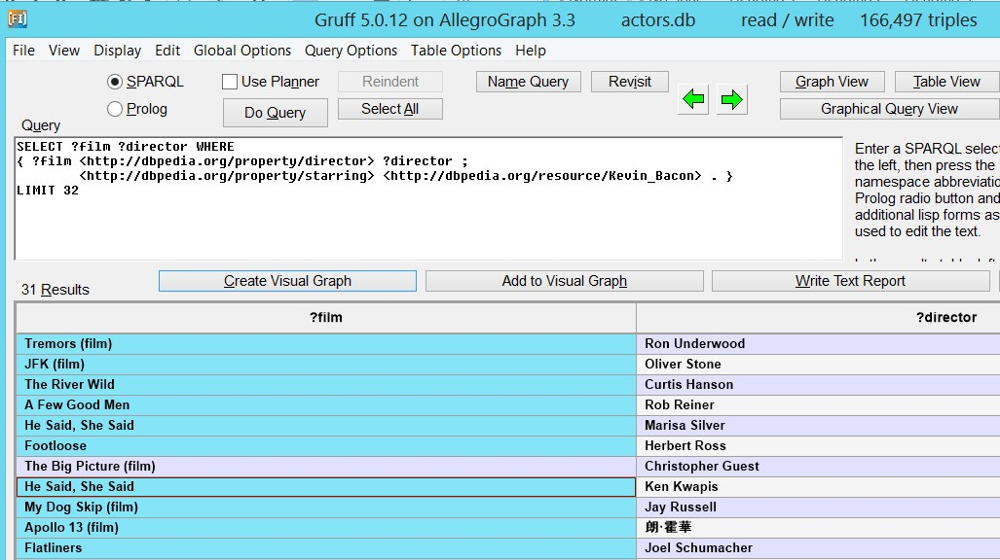 Gruff 5.0.12 on AllegroGraph 3.3 actors.db read / write 166,497 triples
File View Display Edit Global Options Query Options Table Options Help
SPARQL Use Planner Reindent Name Query Revisit Graph View Table View
Prolog Do Query Select All Graphical Query View
Query
SELECT ?film ?director WHERE
{ ?film <http://dbpedia.org/property/director> ?director ;
<http://dbpedia.org/property/starring> <http://dbpedia.org/resource/Kevin_Bacon> . }
LIMIT 32
Enter a SPARQL selec
the left, then press the
namespace abbreviatio
Prolog radio button and
additional lisp forms as
used to edit the text.
31 Results Create Visual Graph Add to Visual Graph Write Text Report
?film ?director
Tremors (film) Ron Underwood
JFK (film) Oliver Stone
The River Wild Curtis Hanson
A Few Good Men Rob Reiner
He Said, She Said Marisa Silver
Footloose Herbert Ross
The Big Picture (film) Christopher Guest
He Said, She Said Ken Kwapis
My Dog Skip (film) Jay Russell
Apollo 13 (film) 朗·霍華
Flatliners Joel Schumacher